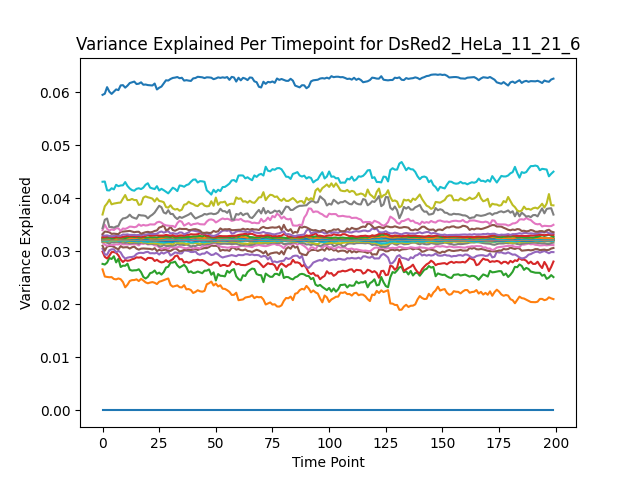 Variance Explained Per Timepoint for DsRed2_HeLa_11_21_6
Variance Explained
0.06
0.05
0.04
0.03
0.02
0.01
0.00
0 25 50 75 100 125 150 175 200
Time Point